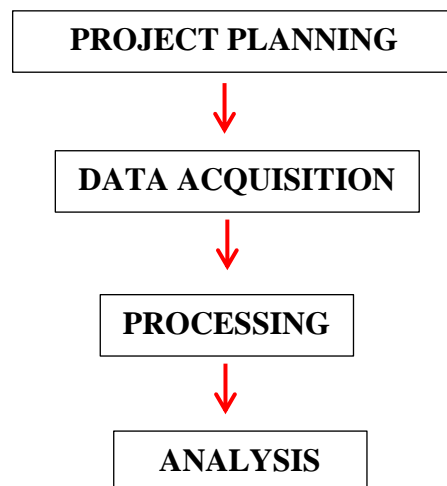 PROJECT PLANNING
DATA ACQUISITION
PROCESSING
ANALYSIS